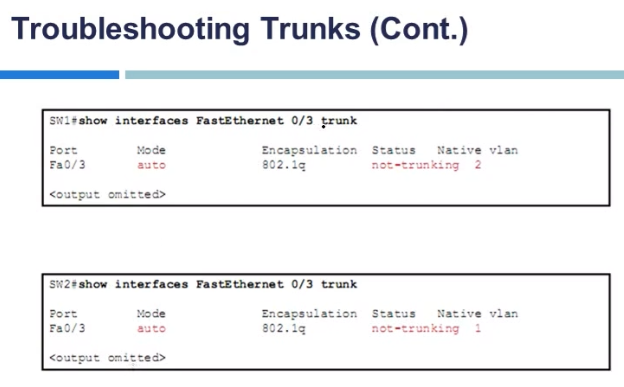 Troubleshooting Trunks (Cont.)
SW1#show interfaces FastEthernet 0/3 trunk
Port Mode Encapsulation Status Native vlan
Fa0/3 auto 802.1q not-trunking 2
<output omitted>
SW2#show interfaces FastEthernet 0/3 trunk
Port Mode Encapsulation Status Native vlan
Fa0/3 auto 802.1q not-trunking 1
<output omitted>